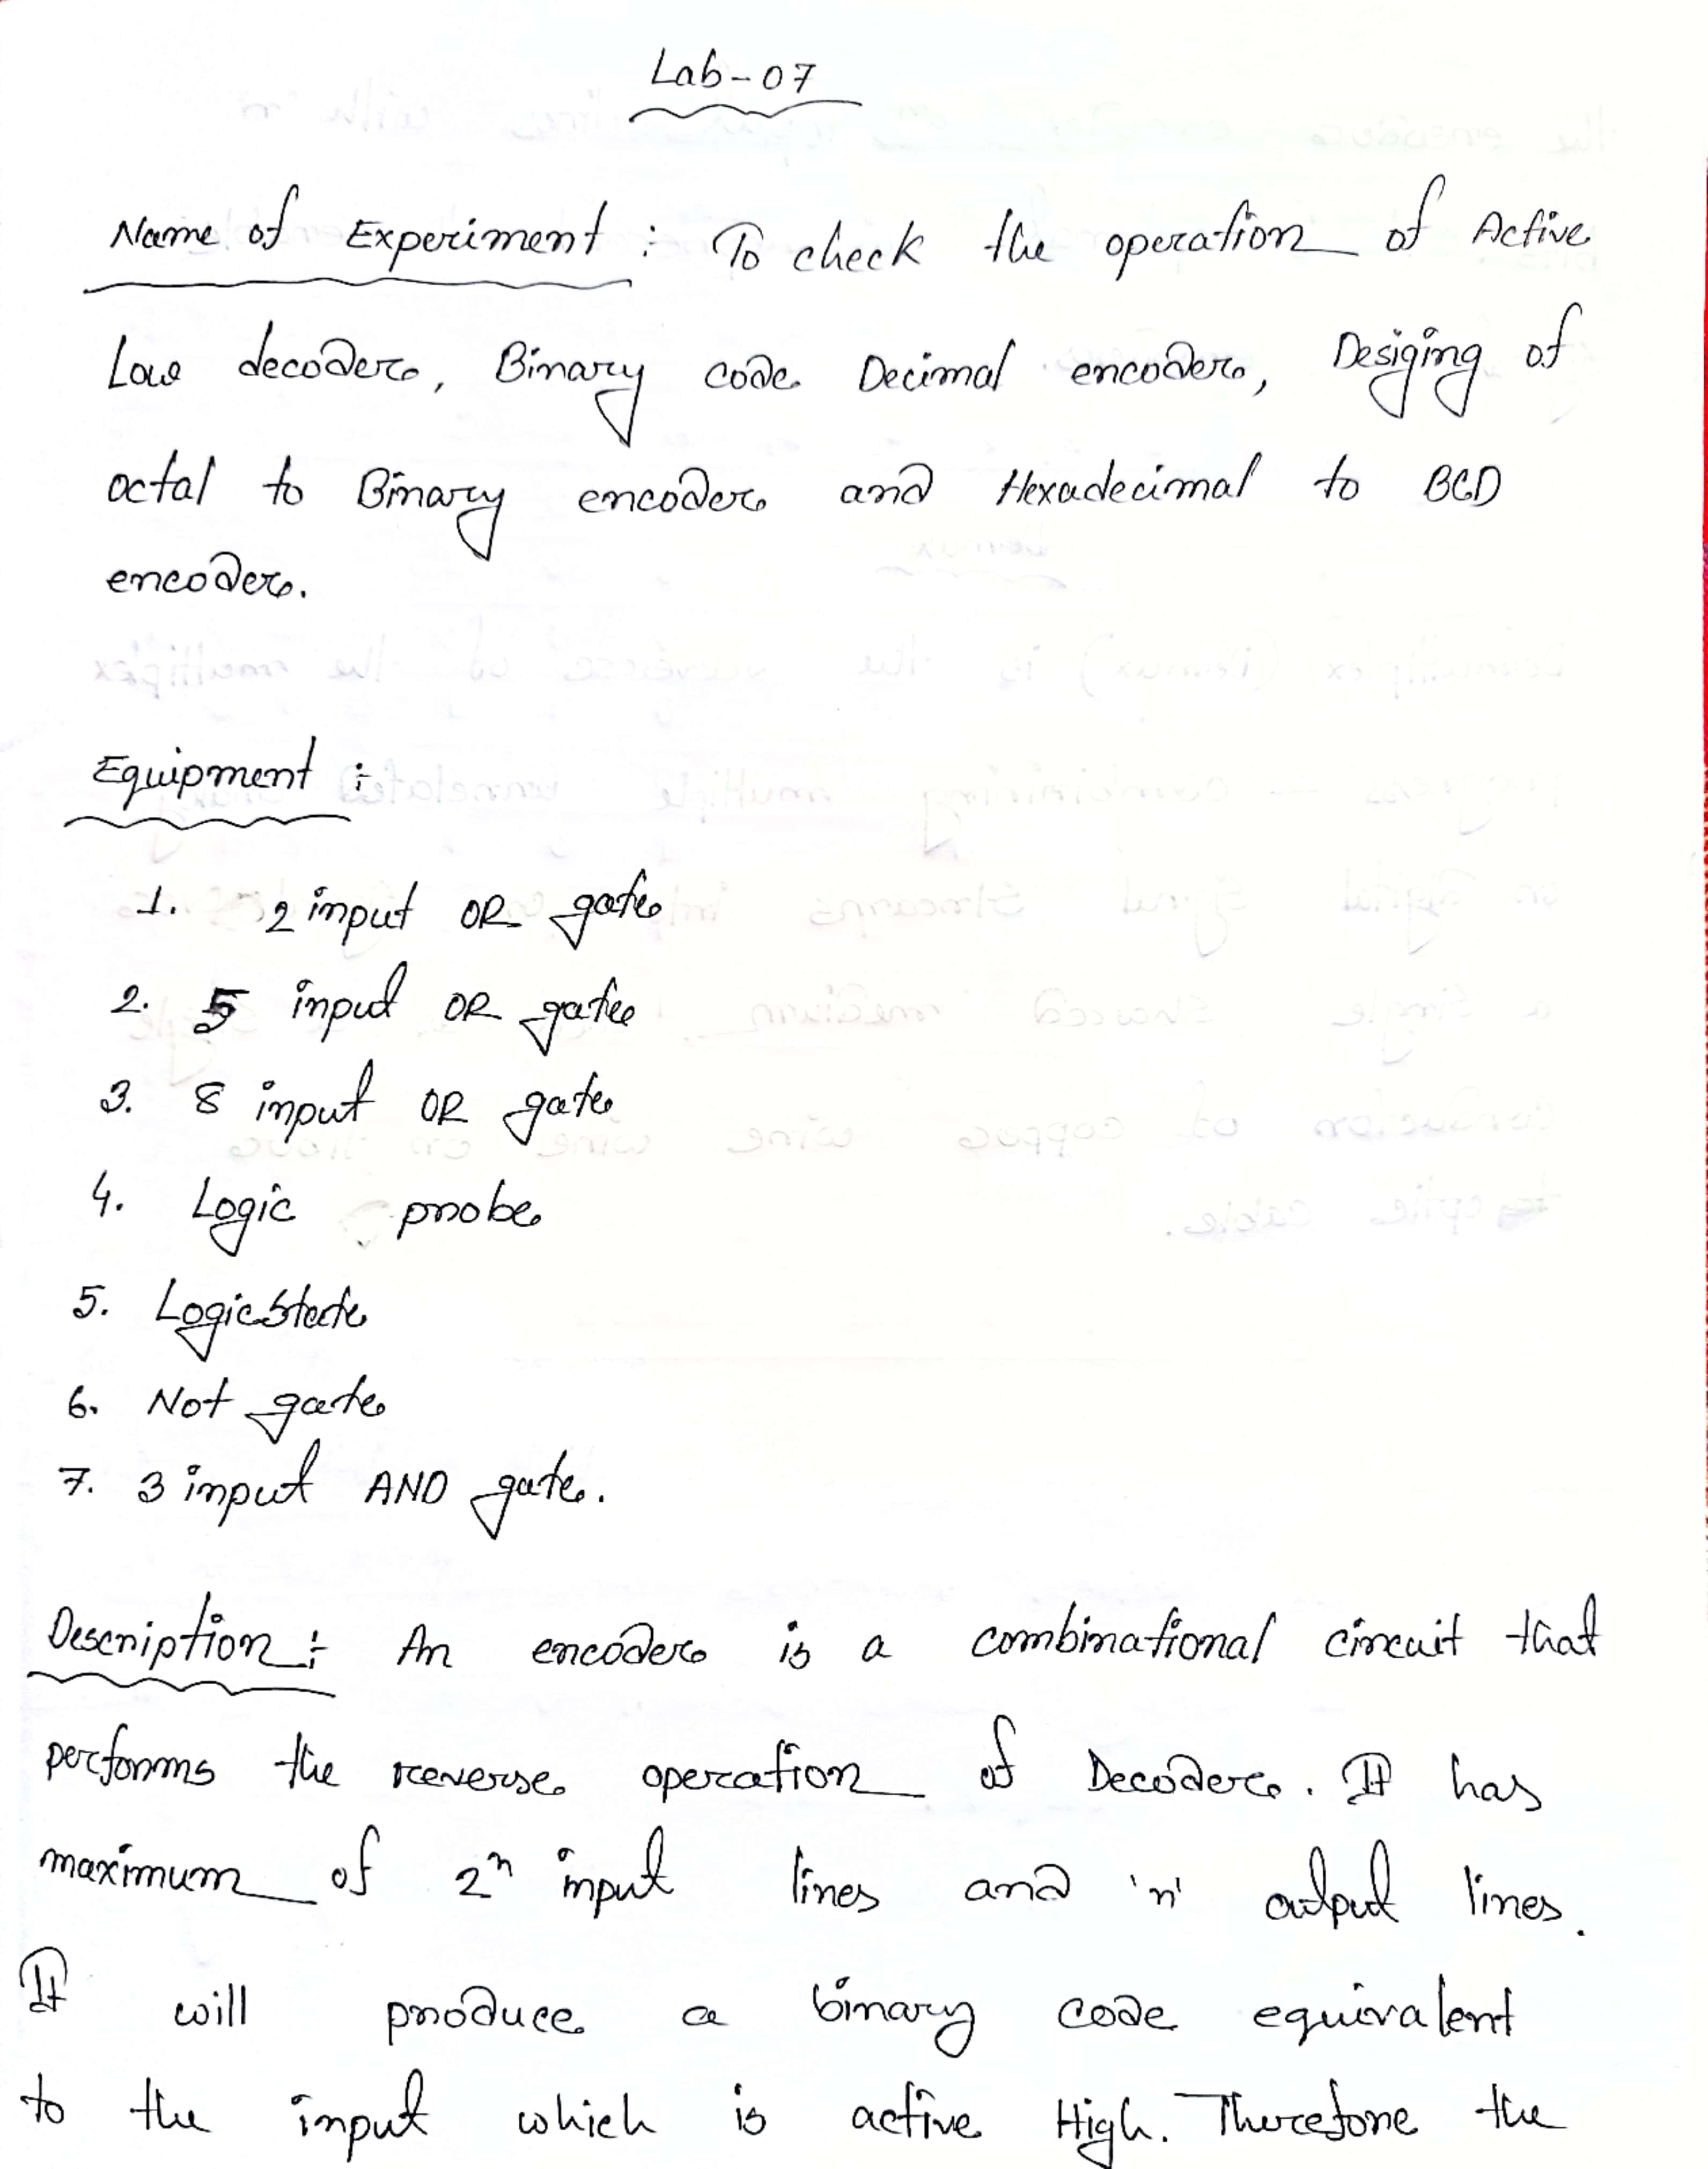 Lab-07
Name of Experiment : To check the operation of Active
Low decoder, Binary code Decimal encoder, Desiging of
octal to Binary encoder and Hexadecimal to BCD
encoder.
Equipment :
1. 2 input OR gate
2. 5 input OR gate
3. 8 input OR gate
4. Logic probe
5. Logicstate
6. Not gate
7. 3 input AND gate.
Description : An encoder is a combinational circuit that
performs the reverse operation of Decoder. It has
maximum of 2ⁿ input lines and 'n' output lines.
It will produce a binary code equivalent
to the input which is active High. Therefore the